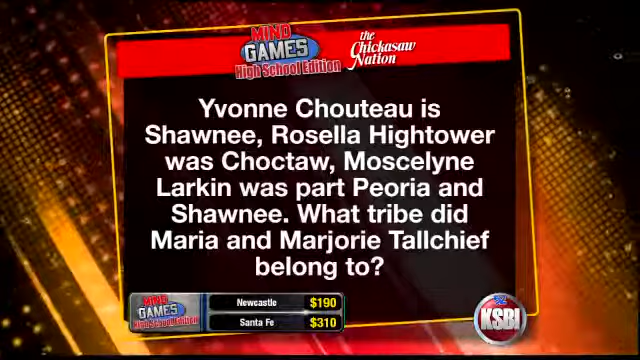 MIND
GAMES
High School Edition
the
Chickasaw
Nation
Yvonne Chouteau is
Shawnee, Rosella Hightower
was Choctaw, Moscelyne
Larkin was part Peoria and
Shawnee. What tribe did
Maria and Marjorie Tallchief
belong to?
MIND
GAMES
High School Edition
Newcastle $190
Santa Fe $310
KSBI